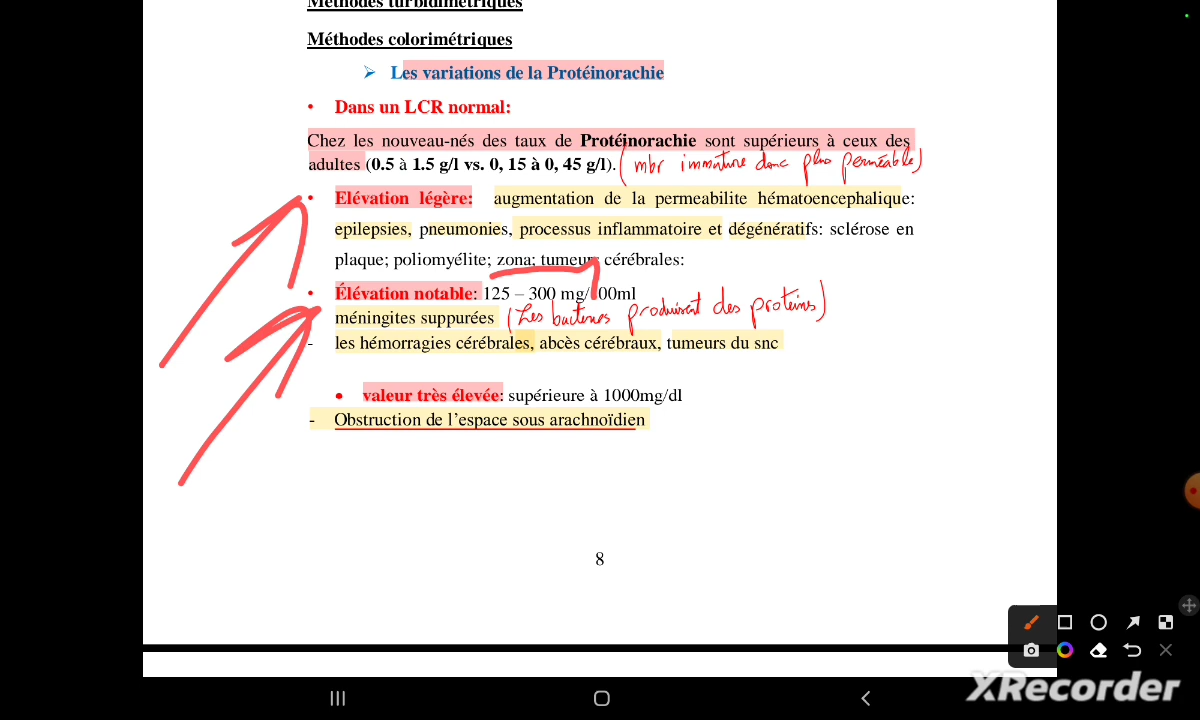 Méthodes turbidimétriques
Méthodes colorimétriques
➢ Les variations de la Protéinorachie
• Dans un LCR normal:
Chez les nouveau-nés des taux de Protéinorachie sont supérieurs à ceux des
adultes (0.5 à 1.5 g/l vs. 0, 15 à 0, 45 g/l). (mbr immature donc plus perméable)
• Elévation légère: augmentation de la permeabilite hématoencephalique:
epilepsies, pneumonies, processus inflammatoire et dégénératifs: sclérose en
plaque; poliomyélite; zona; tumeurs cérébrales:
• Élévation notable: 125 – 300 mg/100ml
méningites suppurées (Les bacteries produisent des proteins)
- les hémorragies cérébrales, abcès cérébraux, tumeurs du snc
• valeur très élevée: supérieure à 1000mg/dl
- Obstruction de l'espace sous arachnoïdien
8
XRecorder